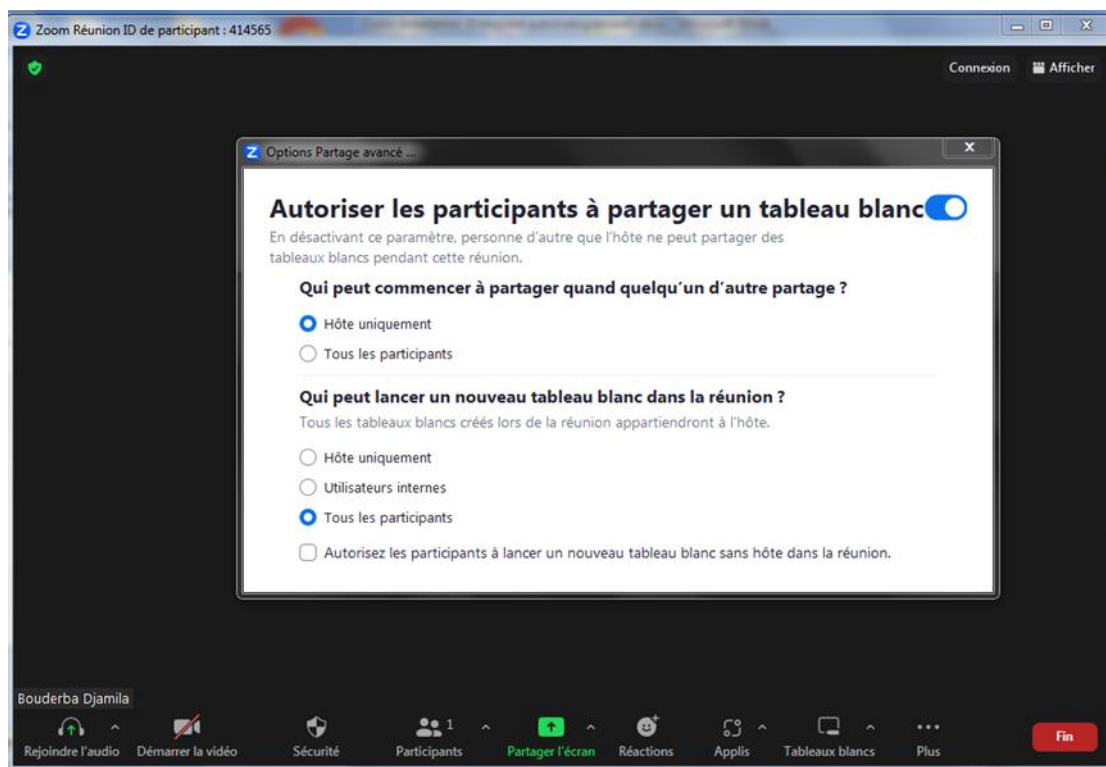 Zoom Réunion ID de participant : 414565
Connexion
Afficher
Options Partage avancé ...
Autoriser les participants à partager un tableau blanc
En désactivant ce paramètre, personne d'autre que l'hôte ne peut partager des
tableaux blancs pendant cette réunion.
Qui peut commencer à partager quand quelqu'un d'autre partage ?
Hôte uniquement
Tous les participants
Qui peut lancer un nouveau tableau blanc dans la réunion ?
Tous les tableaux blancs créés lors de la réunion appartiendront à l'hôte.
Hôte uniquement
Utilisateurs internes
Tous les participants
Autorisez les participants à lancer un nouveau tableau blanc sans hôte dans la réunion.
Bouderba Djamila
1
Rejoindre l'audio Démarrer la vidéo Sécurité Participants Partager l'écran Réactions Applis Tableaux blancs Plus
Fin